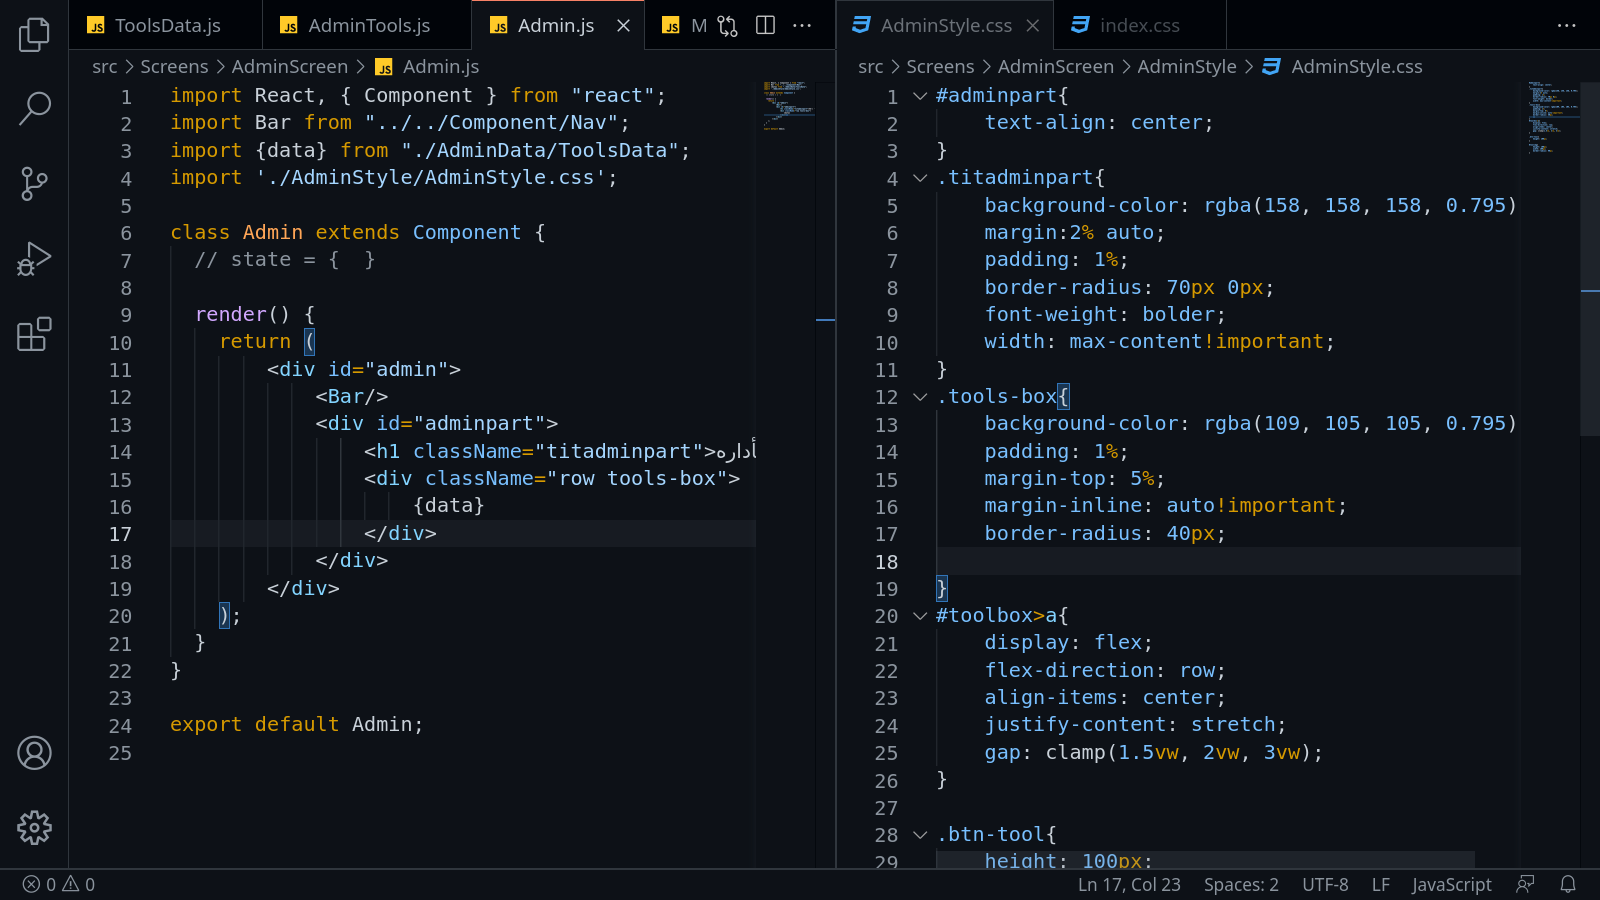 ToolsData.js
AdminTools.js
Admin.js
M
src > Screens > AdminScreen > Admin.js
1 import React, { Component } from "react";
2 import Bar from "../../Component/Nav";
3 import {data} from "./AdminData/ToolsData";
4 import './AdminStyle/AdminStyle.css';
5
6 class Admin extends Component {
7 // state = {  }
8
9 render() {
10 return (
11 <div id="admin">
12 <Bar/>
13 <div id="adminpart">
14 <h1 className="titadminpart">أداره
15 <div className="row tools-box">
16 {data}
17 </div>
18 </div>
19 </div>
20 );
21 }
22 }
23
24 export default Admin;
25
AdminStyle.css
index.css
src > Screens > AdminScreen > AdminStyle > AdminStyle.css
1 #adminpart{
2 text-align: center;
3 }
4 .titadminpart{
5 background-color: rgba(158, 158, 158, 0.795)
6 margin:2% auto;
7 padding: 1%;
8 border-radius: 70px 0px;
9 font-weight: bolder;
10 width: max-content!important;
11 }
12 .tools-box{
13 background-color: rgba(109, 105, 105, 0.795)
14 padding: 1%;
15 margin-top: 5%;
16 margin-inline: auto!important;
17 border-radius: 40px;
18
19 }
20 #toolbox>a{
21 display: flex;
22 flex-direction: row;
23 align-items: center;
24 justify-content: stretch;
25 gap: clamp(1.5vw, 2vw, 3vw);
26 }
27
28 .btn-tool{
29 height: 100px;
0 0
Ln 17, Col 23 Spaces: 2 UTF-8 LF JavaScript